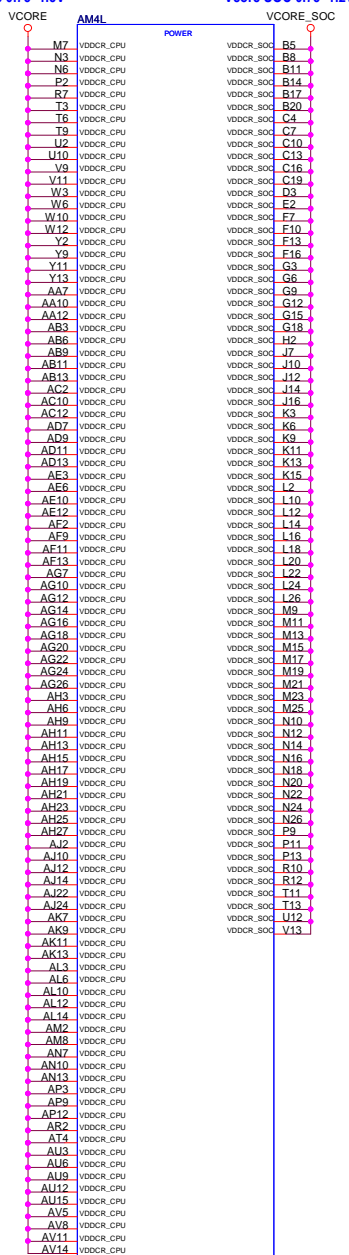 VCORE
AM4L
VCORE_SOC
POWER
M7 VDDCR_CPU VDDCR_SOC B5
N3 VDDCR_CPU VDDCR_SOC B8
N6 VDDCR_CPU VDDCR_SOC B11
P2 VDDCR_CPU VDDCR_SOC B14
R7 VDDCR_CPU VDDCR_SOC B17
T3 VDDCR_CPU VDDCR_SOC B20
T6 VDDCR_CPU VDDCR_SOC C4
T9 VDDCR_CPU VDDCR_SOC C7
U2 VDDCR_CPU VDDCR_SOC C10
U10 VDDCR_CPU VDDCR_SOC C13
V9 VDDCR_CPU VDDCR_SOC C16
V11 VDDCR_CPU VDDCR_SOC C19
W3 VDDCR_CPU VDDCR_SOC D3
W6 VDDCR_CPU VDDCR_SOC E2
W10 VDDCR_CPU VDDCR_SOC F7
W12 VDDCR_CPU VDDCR_SOC F10
Y2 VDDCR_CPU VDDCR_SOC F13
Y9 VDDCR_CPU VDDCR_SOC F16
Y11 VDDCR_CPU VDDCR_SOC G3
Y13 VDDCR_CPU VDDCR_SOC G6
AA7 VDDCR_CPU VDDCR_SOC G9
AA10 VDDCR_CPU VDDCR_SOC G12
AA12 VDDCR_CPU VDDCR_SOC G15
AB3 VDDCR_CPU VDDCR_SOC G18
AB6 VDDCR_CPU VDDCR_SOC H2
AB9 VDDCR_CPU VDDCR_SOC J7
AB11 VDDCR_CPU VDDCR_SOC J10
AB13 VDDCR_CPU VDDCR_SOC J12
AC2 VDDCR_CPU VDDCR_SOC J14
AC10 VDDCR_CPU VDDCR_SOC J16
AC12 VDDCR_CPU VDDCR_SOC K3
AD7 VDDCR_CPU VDDCR_SOC K6
AD9 VDDCR_CPU VDDCR_SOC K9
AD11 VDDCR_CPU VDDCR_SOC K11
AD13 VDDCR_CPU VDDCR_SOC K13
AE3 VDDCR_CPU VDDCR_SOC K15
AE6 VDDCR_CPU VDDCR_SOC L2
AE10 VDDCR_CPU VDDCR_SOC L10
AE12 VDDCR_CPU VDDCR_SOC L12
AF2 VDDCR_CPU VDDCR_SOC L14
AF9 VDDCR_CPU VDDCR_SOC L16
AF11 VDDCR_CPU VDDCR_SOC L18
AF13 VDDCR_CPU VDDCR_SOC L20
AG7 VDDCR_CPU VDDCR_SOC L22
AG10 VDDCR_CPU VDDCR_SOC L24
AG12 VDDCR_CPU VDDCR_SOC L26
AG14 VDDCR_CPU VDDCR_SOC M9
AG16 VDDCR_CPU VDDCR_SOC M11
AG18 VDDCR_CPU VDDCR_SOC M13
AG20 VDDCR_CPU VDDCR_SOC M15
AG22 VDDCR_CPU VDDCR_SOC M17
AG24 VDDCR_CPU VDDCR_SOC M19
AG26 VDDCR_CPU VDDCR_SOC M21
AH3 VDDCR_CPU VDDCR_SOC M23
AH6 VDDCR_CPU VDDCR_SOC M25
AH9 VDDCR_CPU VDDCR_SOC N10
AH11 VDDCR_CPU VDDCR_SOC N12
AH13 VDDCR_CPU VDDCR_SOC N14
AH15 VDDCR_CPU VDDCR_SOC N16
AH17 VDDCR_CPU VDDCR_SOC N18
AH19 VDDCR_CPU VDDCR_SOC N20
AH21 VDDCR_CPU VDDCR_SOC N22
AH23 VDDCR_CPU VDDCR_SOC N24
AH25 VDDCR_CPU VDDCR_SOC N26
AH27 VDDCR_CPU VDDCR_SOC P9
AJ2 VDDCR_CPU VDDCR_SOC P11
AJ10 VDDCR_CPU VDDCR_SOC P13
AJ12 VDDCR_CPU VDDCR_SOC R10
AJ14 VDDCR_CPU VDDCR_SOC R12
AJ22 VDDCR_CPU VDDCR_SOC T11
AJ24 VDDCR_CPU VDDCR_SOC T13
AK7 VDDCR_CPU VDDCR_SOC U12
AK9 VDDCR_CPU VDDCR_SOC V13
AK11 VDDCR_CPU
AK13 VDDCR_CPU
AL3 VDDCR_CPU
AL6 VDDCR_CPU
AL10 VDDCR_CPU
AL12 VDDCR_CPU
AL14 VDDCR_CPU
AM2 VDDCR_CPU
AM8 VDDCR_CPU
AN7 VDDCR_CPU
AN10 VDDCR_CPU
AN13 VDDCR_CPU
AP3 VDDCR_CPU
AP9 VDDCR_CPU
AP12 VDDCR_CPU
AR2 VDDCR_CPU
AT4 VDDCR_CPU
AU3 VDDCR_CPU
AU6 VDDCR_CPU
AU9 VDDCR_CPU
AU12 VDDCR_CPU
AU15 VDDCR_CPU
AV5 VDDCR_CPU
AV8 VDDCR_CPU
AV11 VDDCR_CPU
AV14 VDDCR_CPU